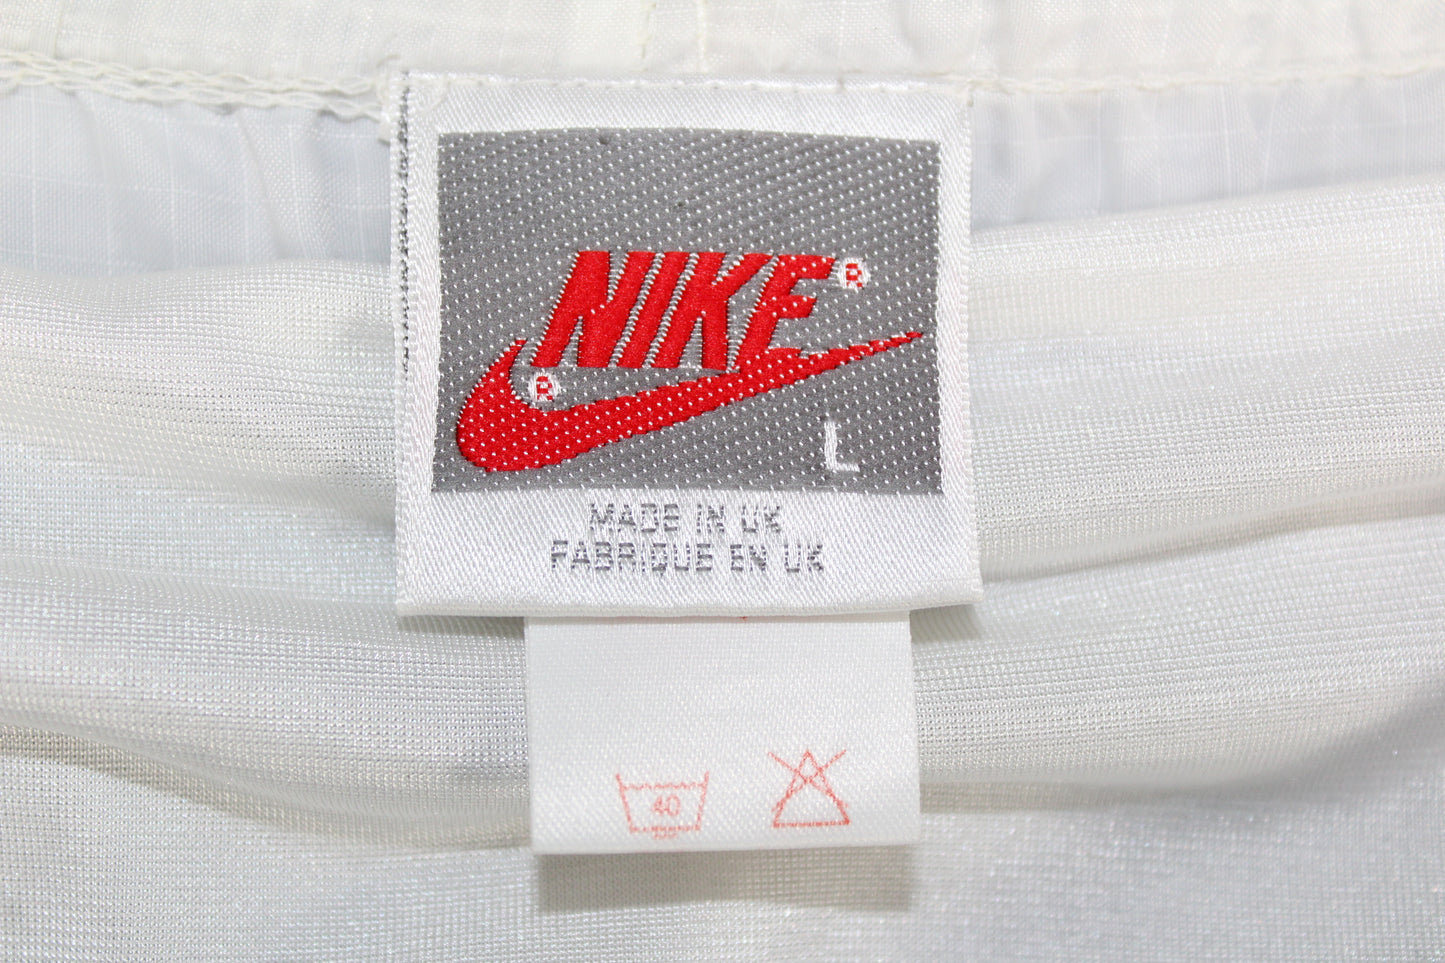 NIKE®
®
L
MADE IN UK
FABRIQUE EN UK
40